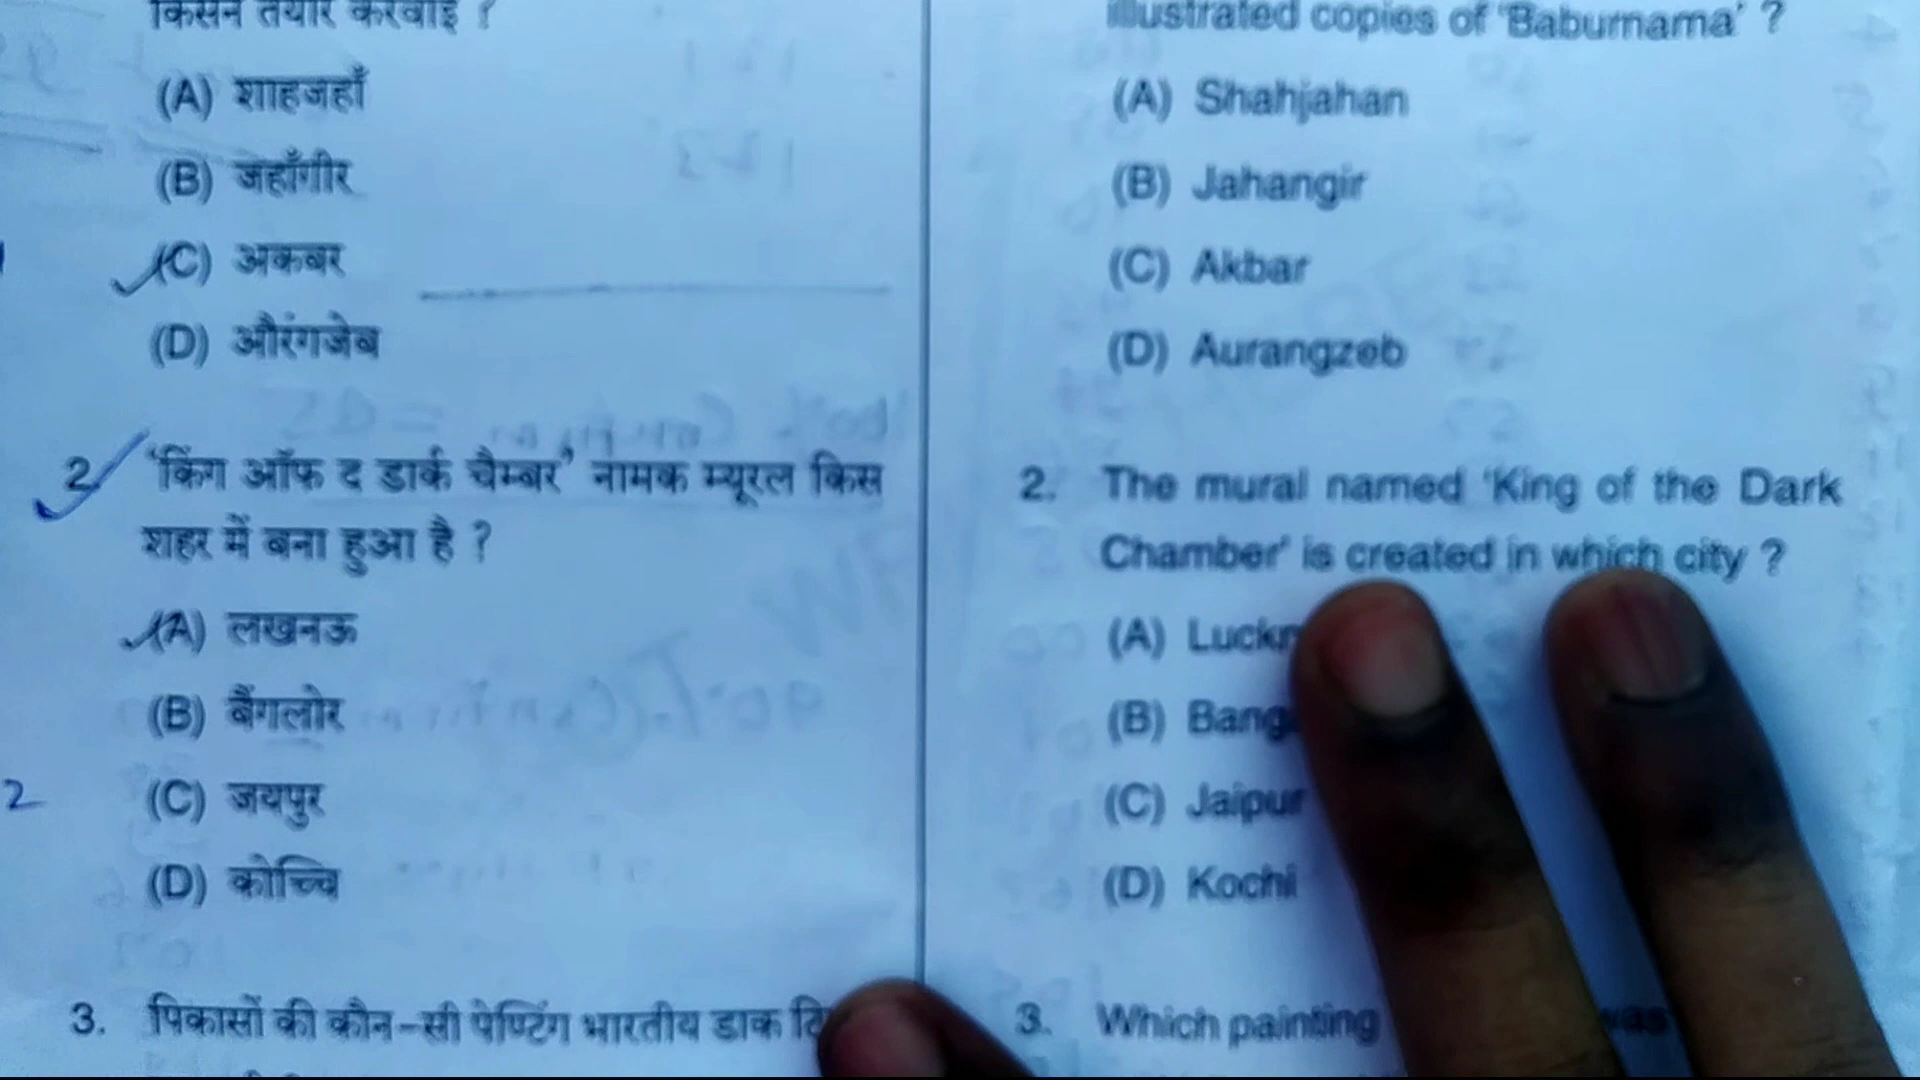 किसने तैयार करवाई ?
(A) शाहजहाँ
(B) जहाँगीर
(C) अकबर
(D) औरंगजेब
2. ‘किंग ऑफ द डार्क चैम्बर’ नामक म्यूरल किस
शहर में बना हुआ है ?
(A) लखनऊ
(B) बैंगलोर
2
(C) जयपुर
(D) कोच्चि
3. पिकासों की कौन-सी पेण्टिंग भारतीय डाक
illustrated copies of ‘Baburnama’ ?
(A) Shahjahan
(B) Jahangir
(C) Akbar
(D) Aurangzeb
2. The mural named ‘King of the Dark
Chamber’ is created in which city ?
(A)
(B)
(C) Jaipur
(D) Kochi
3. Which painting was